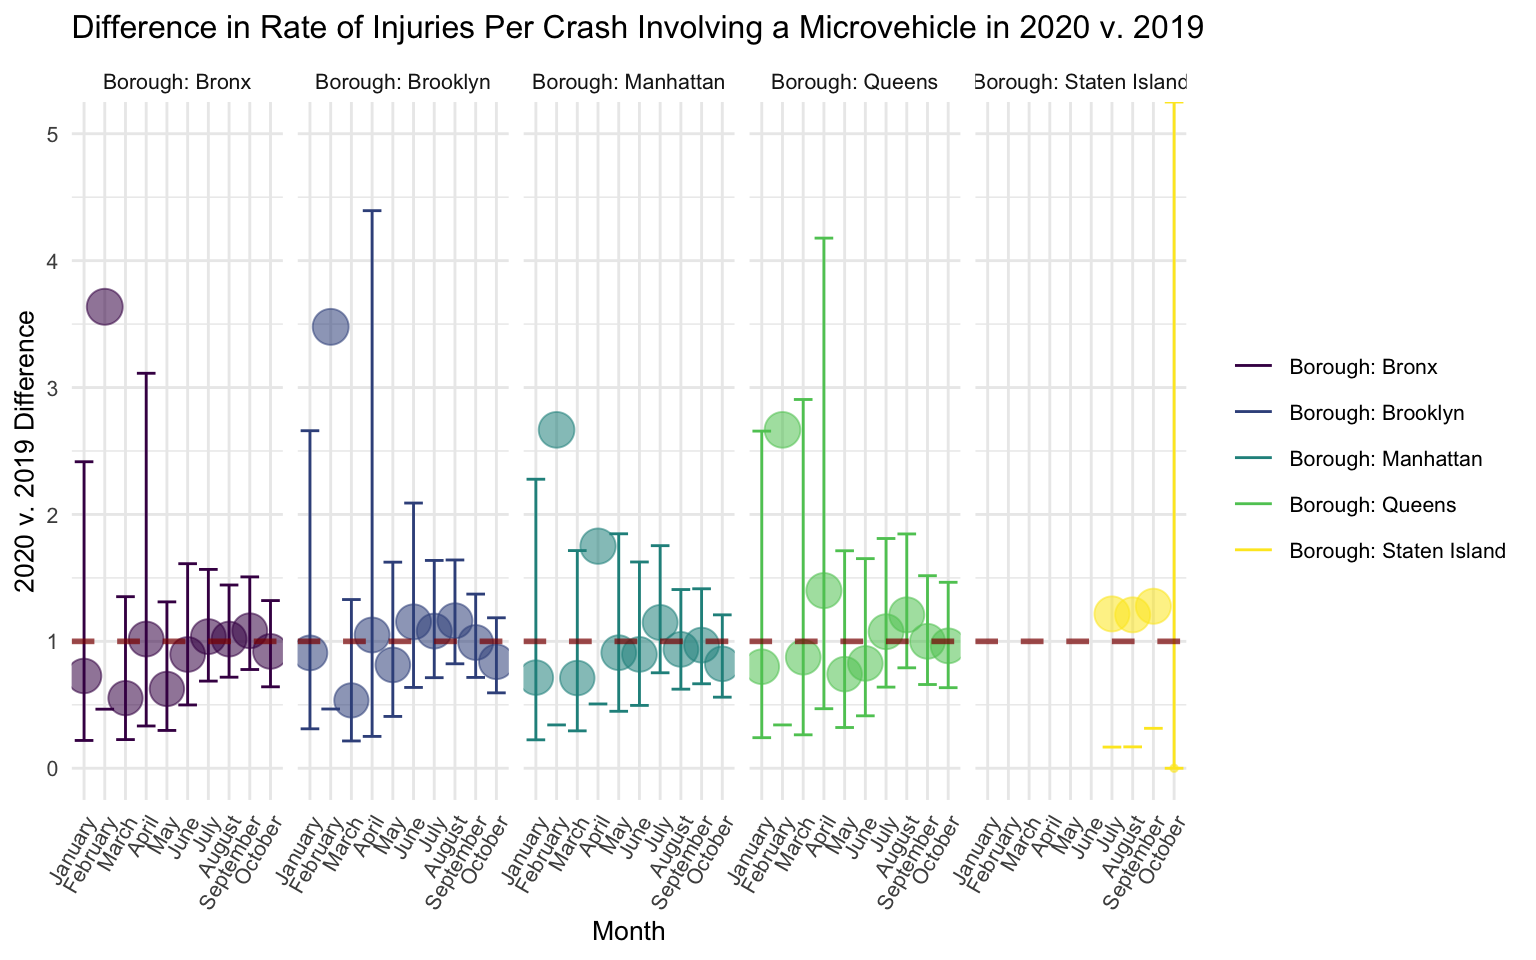 Difference in Rate of Injuries Per Crash Involving a Microvehicle in 2020 v. 2019
Borough: Bronx
Borough: Brooklyn
Borough: Manhattan
Borough: Queens
Borough: Staten Island
2020 v. 2019 Difference
5
4
3
2
1
0
January
February
March
April
May
June
July
August
September
October
January
February
March
April
May
June
July
August
September
October
January
February
March
April
May
June
July
August
September
October
January
February
March
April
May
June
July
August
September
October
January
February
March
April
May
June
July
August
September
October
Month
Borough: Bronx
Borough: Brooklyn
Borough: Manhattan
Borough: Queens
Borough: Staten Island